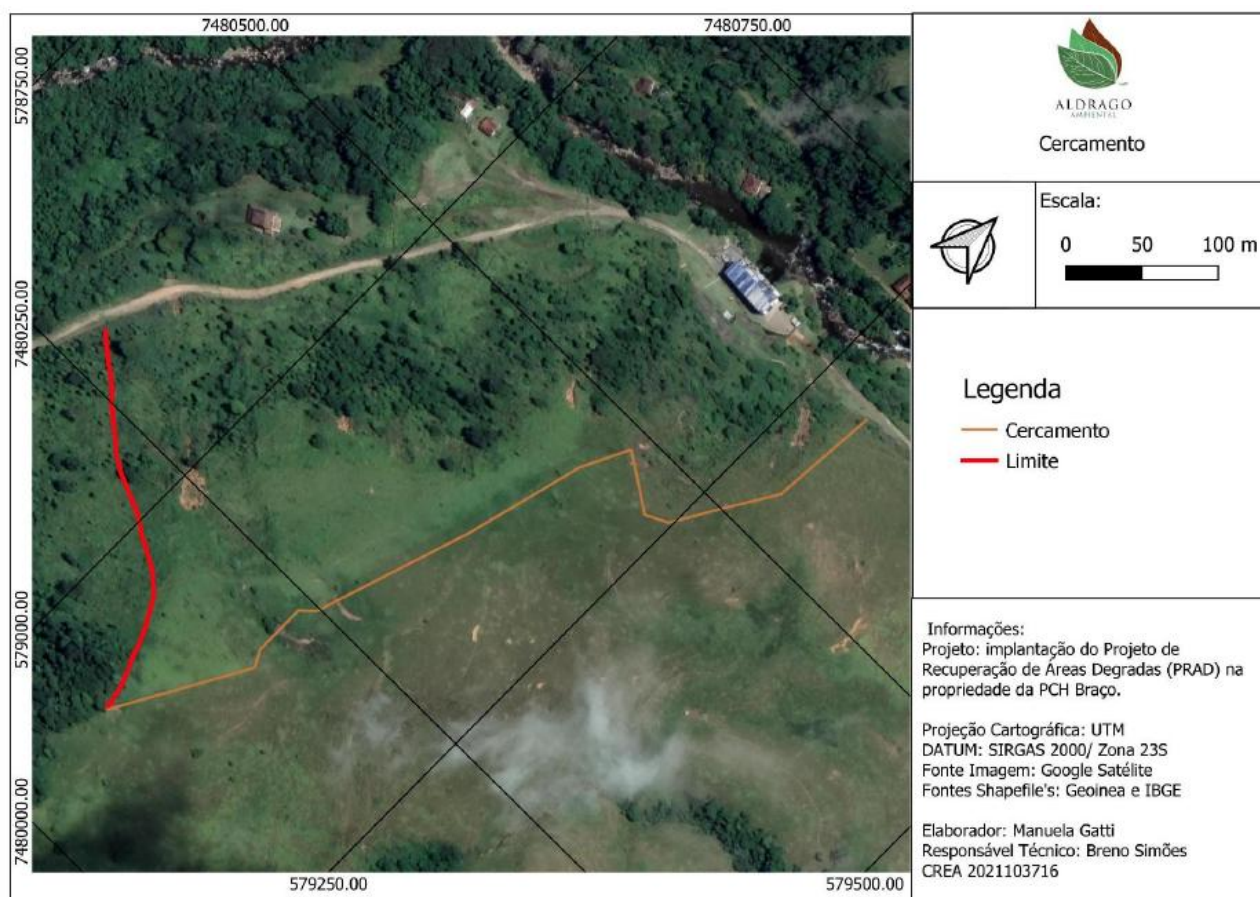 7480500.00
7480750.00
578750.00
7480250.00
579000.00
7480000.00
579250.00
579500.00
ALDRAGO
AMBIENTAL
Cercamento
Escala:
0 50 100 m
Legenda
Cercamento
Limite
Informações:
Projeto: implantação do Projeto de
Recuperação de Áreas Degradas (PRAD) na
propriedade da PCH Braço.
Projeção Cartográfica: UTM
DATUM: SIRGAS 2000/ Zona 23S
Fonte Imagem: Google Satélite
Fontes Shapefile's: Geoinea e IBGE
Elaborador: Manuela Gatti
Responsável Técnico: Breno Simões
CREA 2021103716